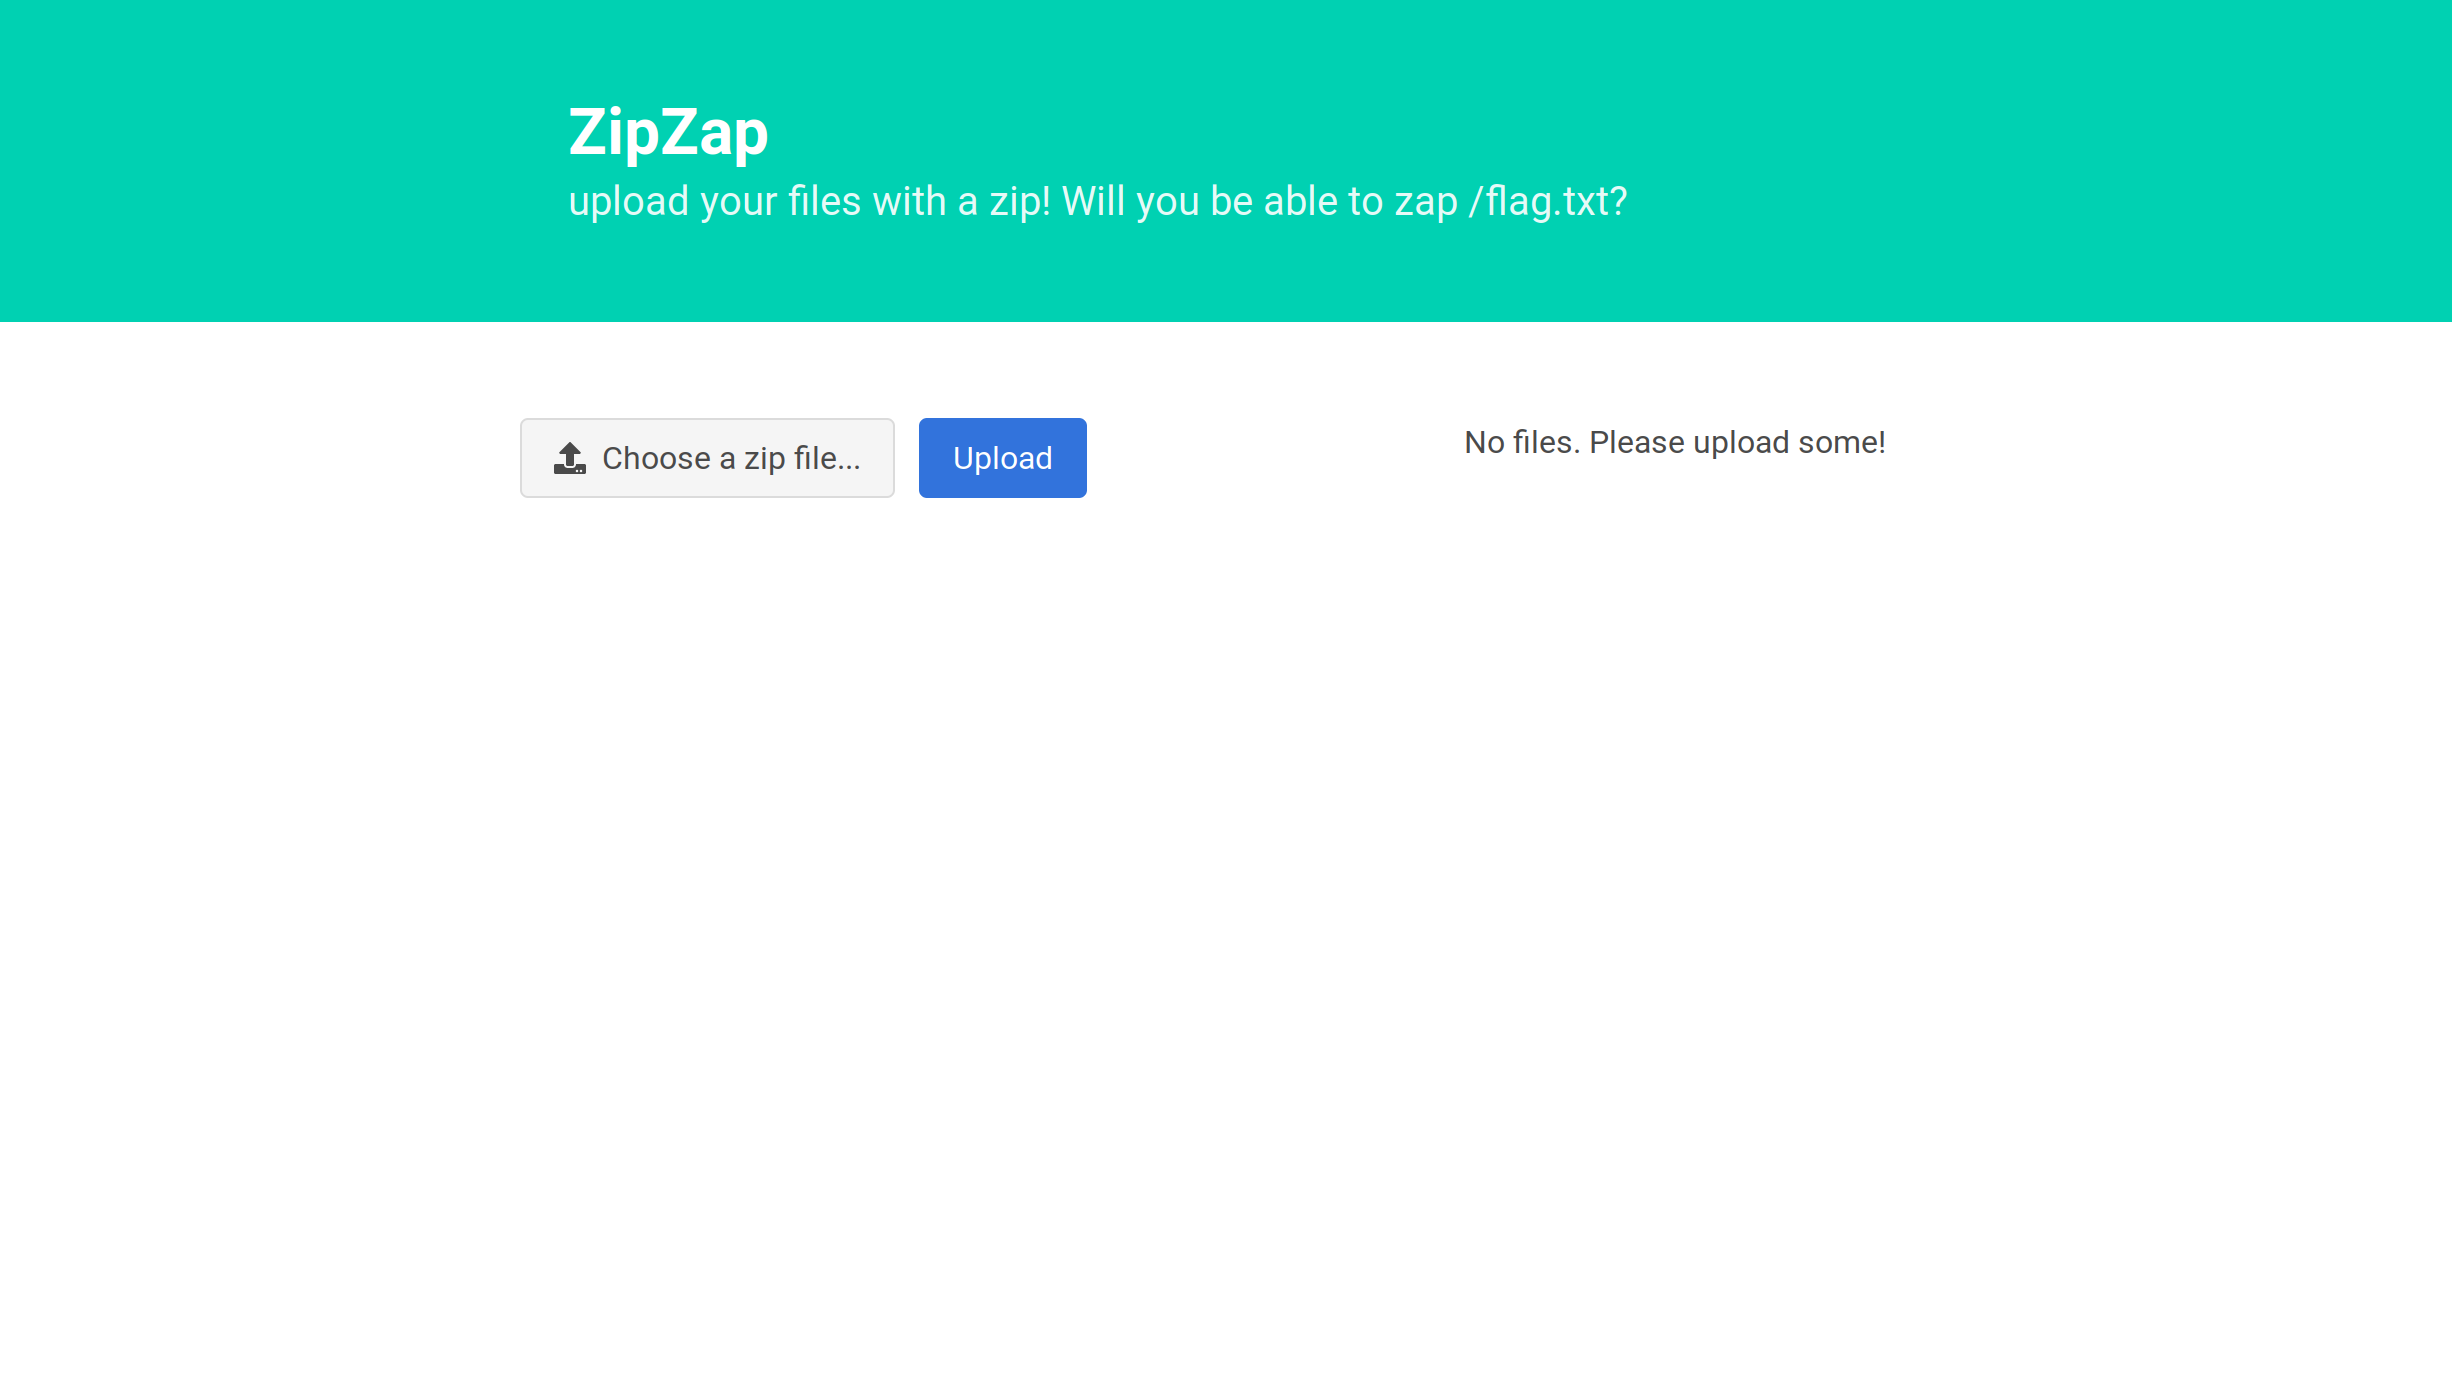 ZipZap
upload your files with a zip! Will you be able to zap /flag.txt?
Choose a zip file...
Upload
No files. Please upload some!